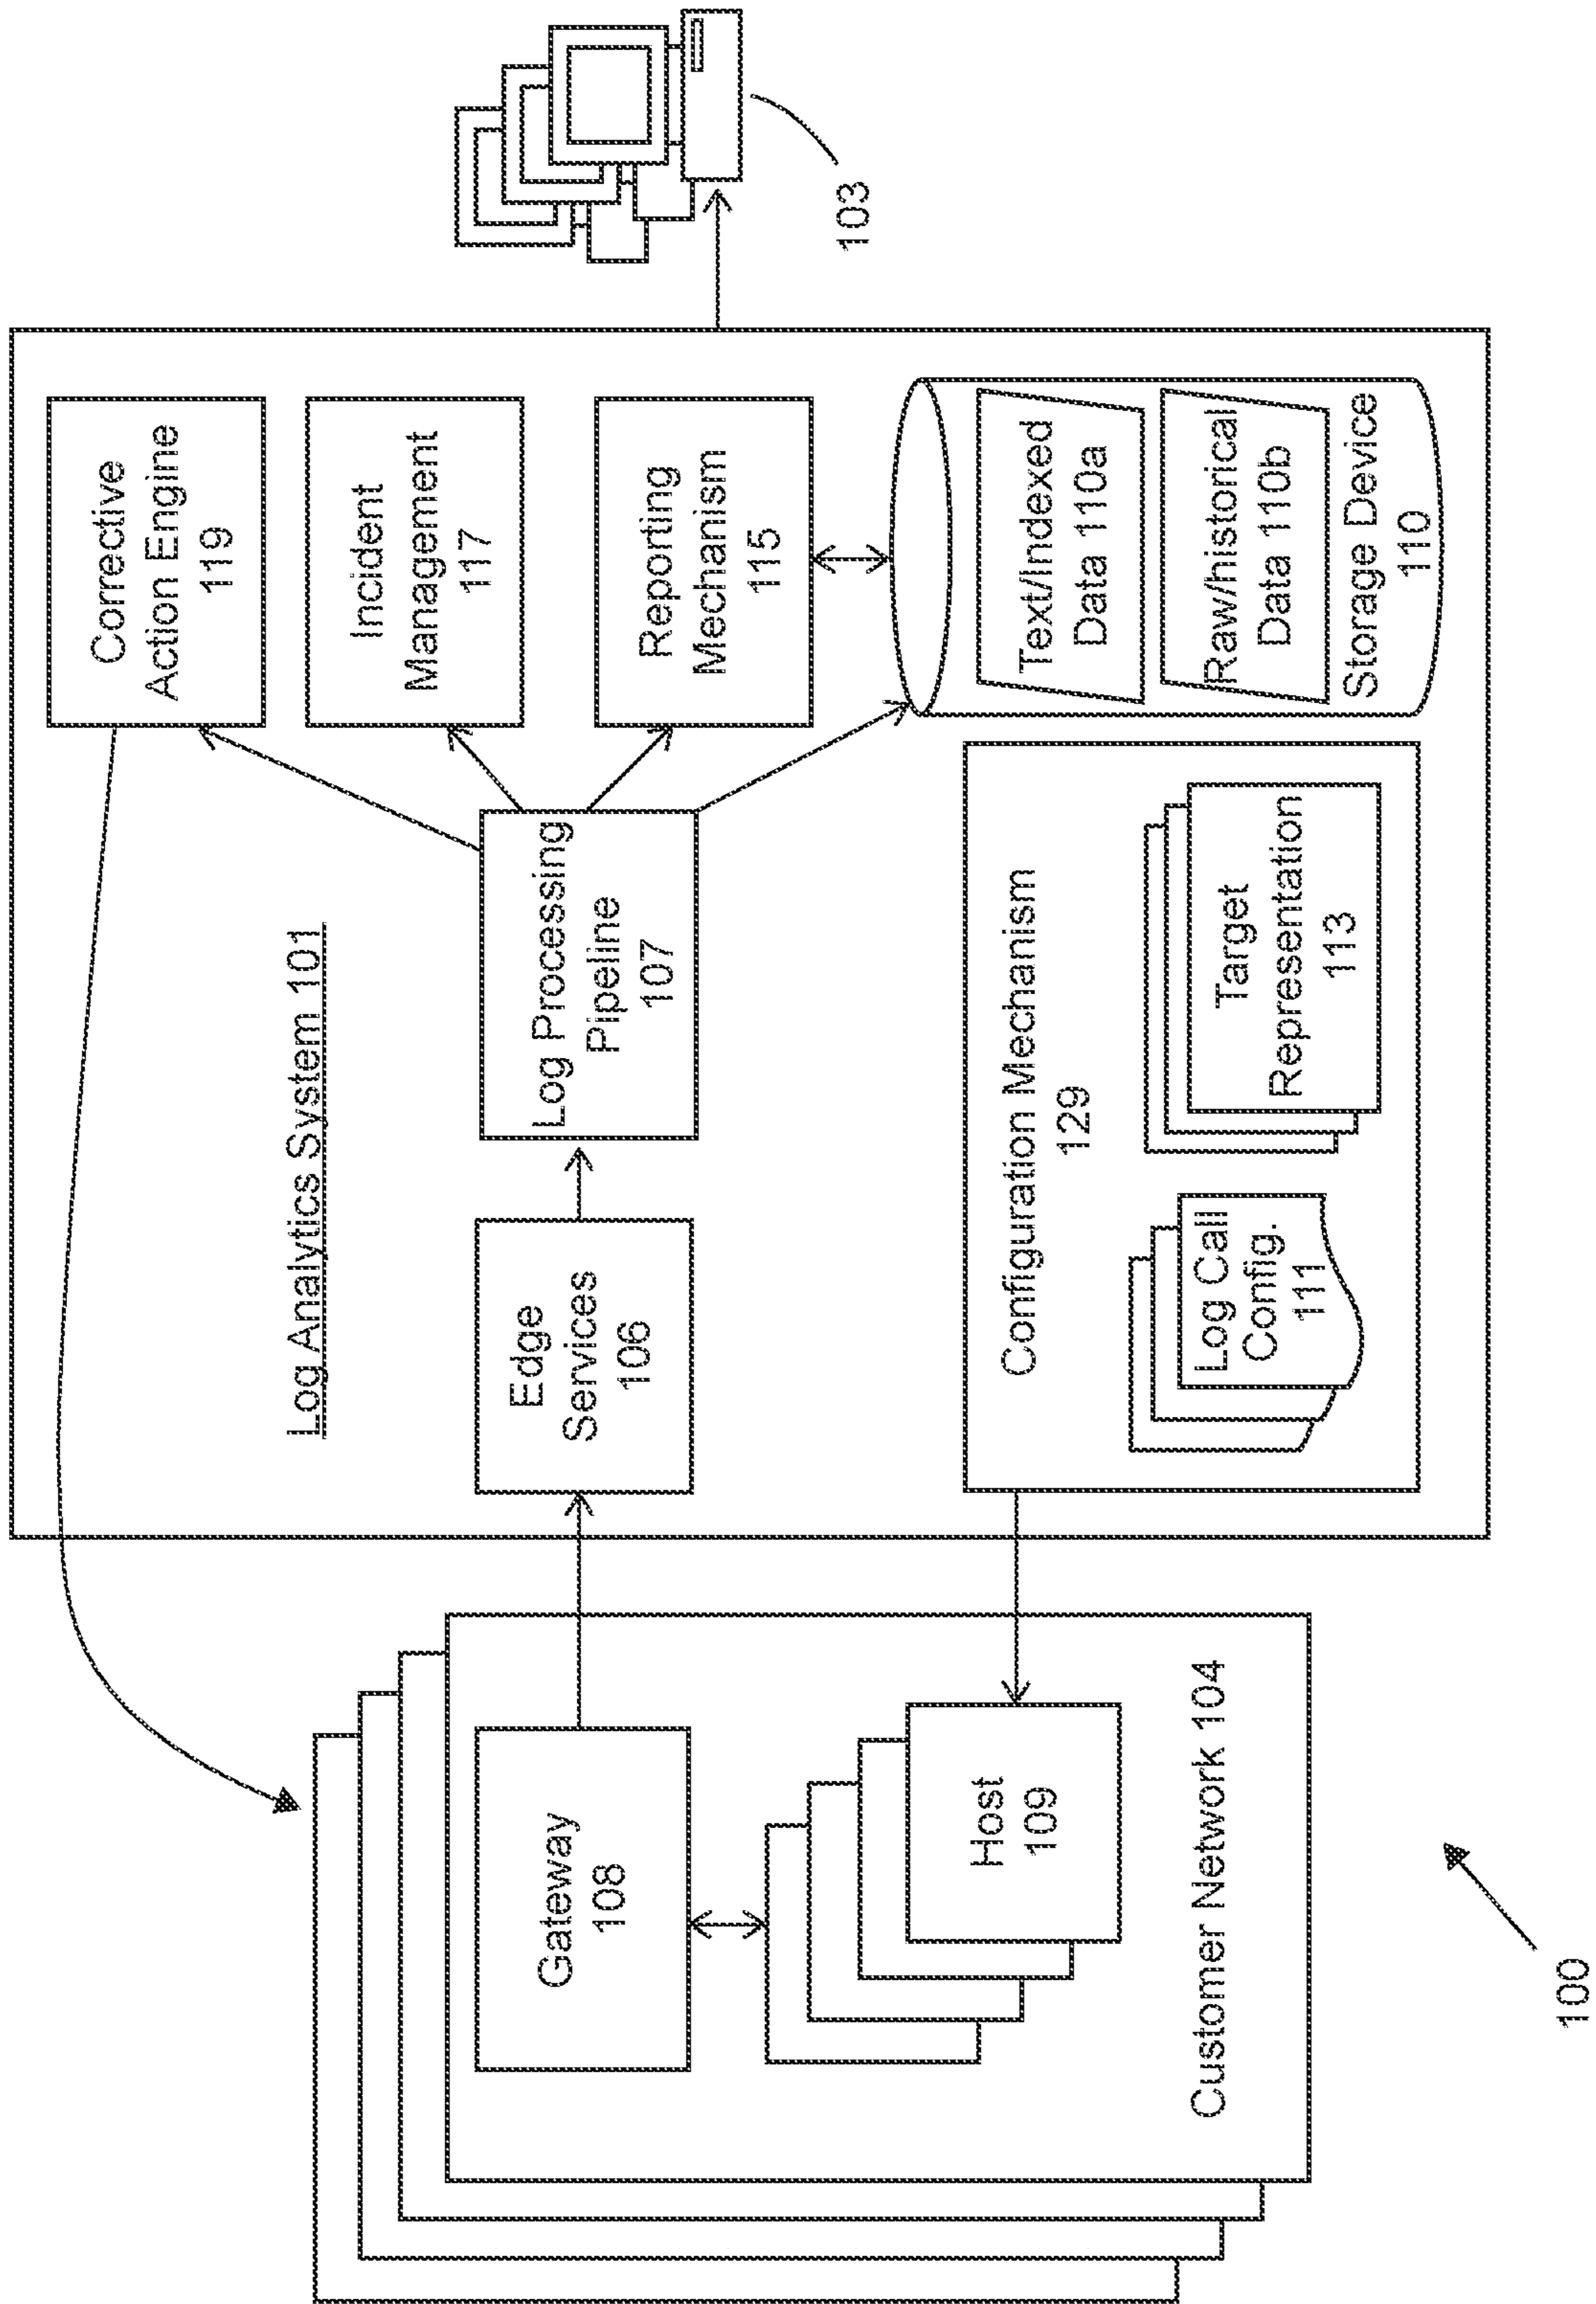 Log Analytics System 101
Corrective
Action Engine
119
Incident
Management
117
Reporting
Mechanism
115
Log Processing
Pipeline
107
Edge
Services
106
Gateway
108
Host
109
Customer Network 104
Configuration Mechanism
129
Log Call
Config.
111
Target
Representation
113
Text/Indexed
Data 110a
Raw/historical
Data 110b
Storage Device
110
103
100